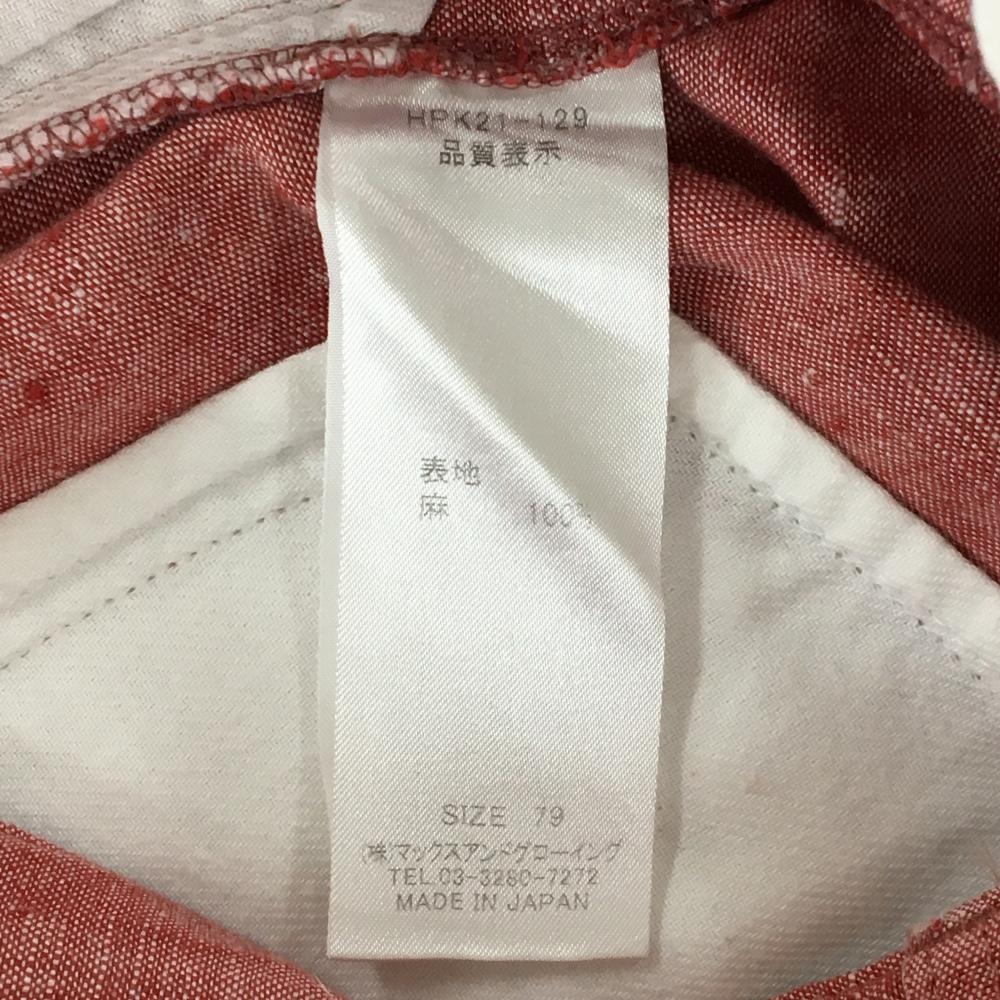 HPK21-129
品質表示
表地
麻 100%
SIZE 79
(株)マックスアンドグローイング
TEL 03-3280-7272
MADE IN JAPAN